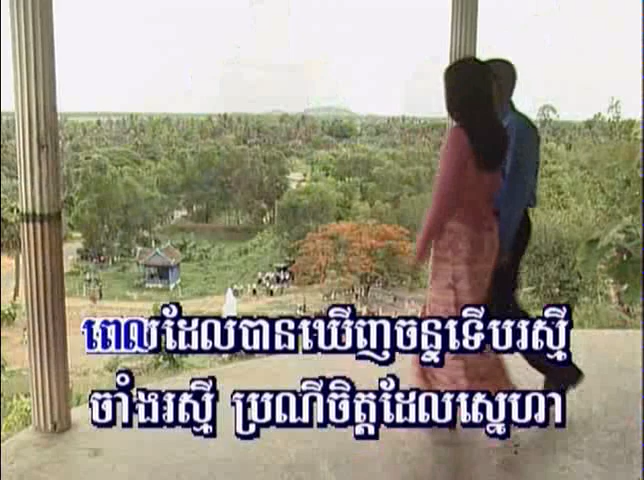 ពេលដែលបានឃើញចន្ទទើបរស្មី
ចាំងរស្មី ប្រណីចិត្តដែលស្នេហា